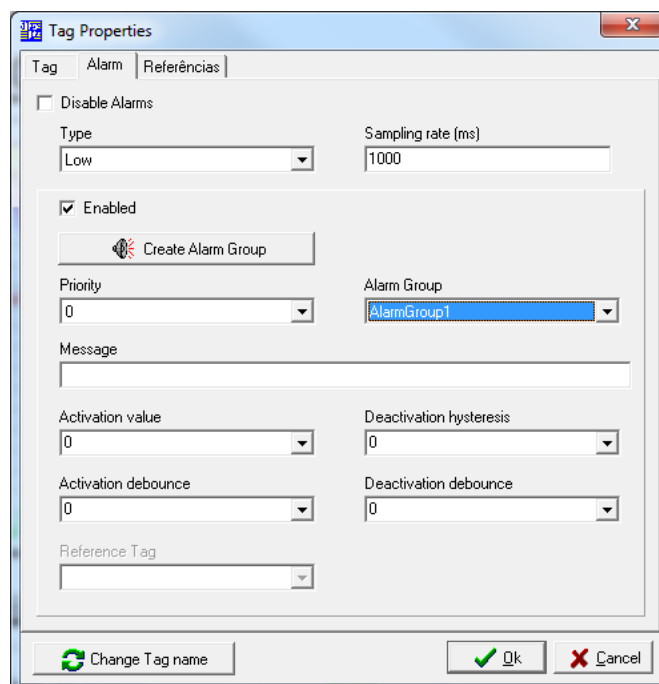 Tag Properties
Tag Alarm Referências
Disable Alarms
Type Sampling rate (ms)
Low 1000
Enabled
Create Alarm Group
Priority Alarm Group
0 AlarmGroup1
Message
Activation value Deactivation hysteresis
0 0
Activation debounce Deactivation debounce
0 0
Reference Tag
Change Tag name Ok Cancel